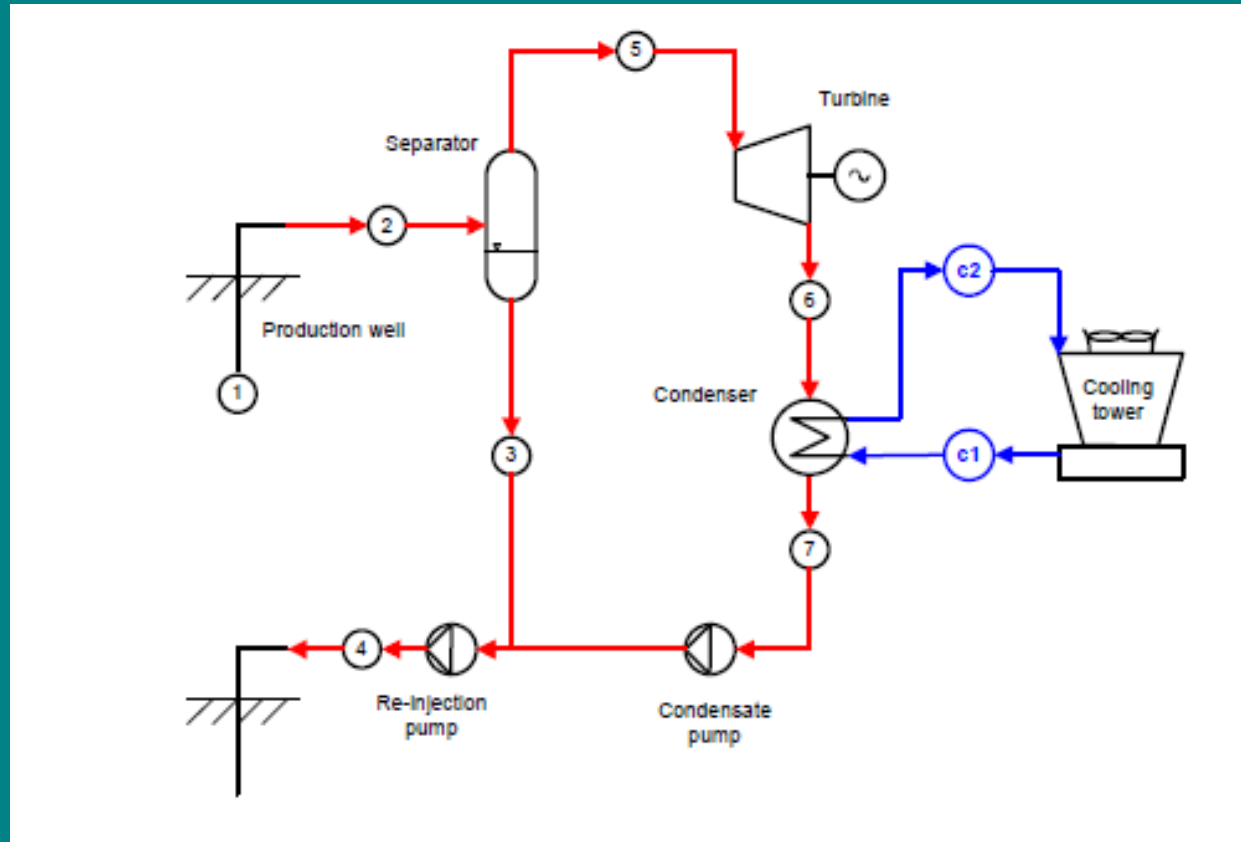 5
Turbine
Separator
~
2
c2
6
Production well
1
Condenser
Cooling
tower
c1
3
7
4
Re-injection
pump
Condensate
pump